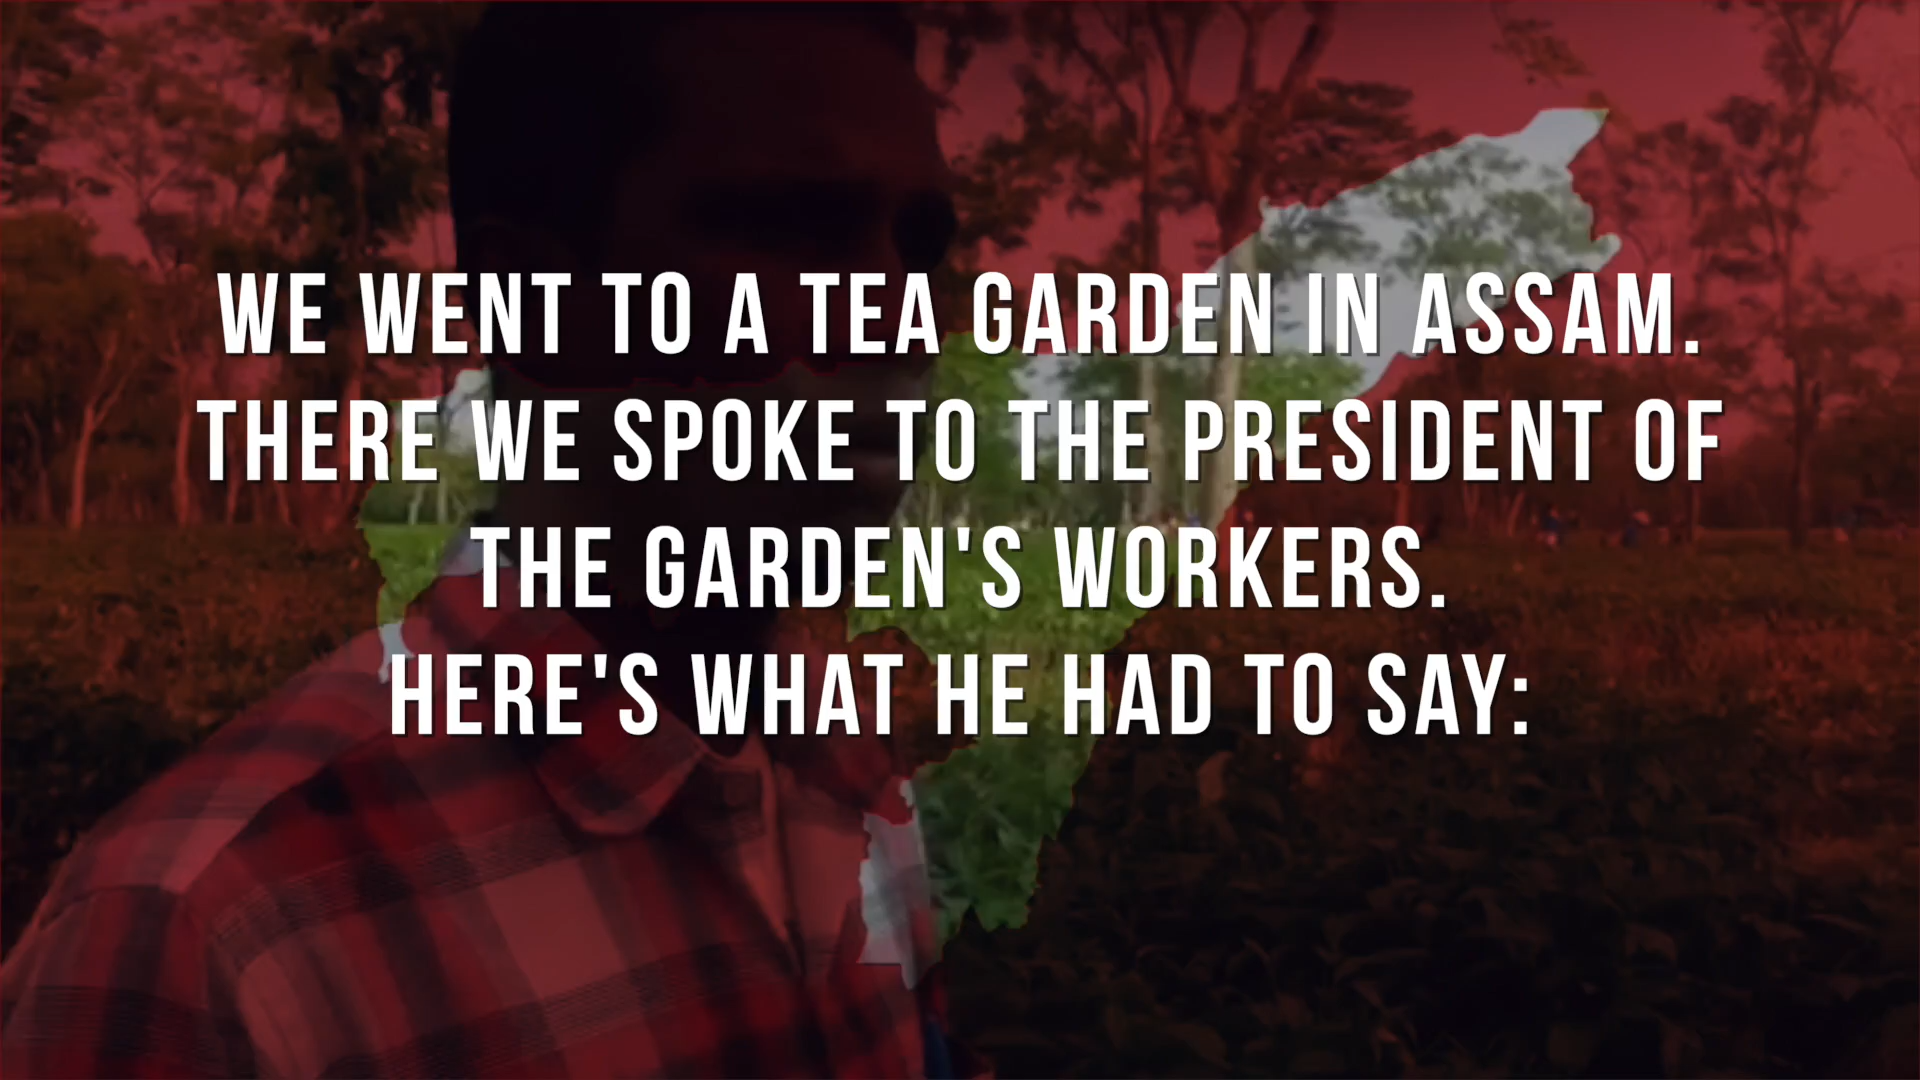 WE WENT TO A TEA GARDEN IN ASSAM.
THERE WE SPOKE TO THE PRESIDENT OF
THE GARDEN'S WORKERS.
HERE'S WHAT HE HAD TO SAY: